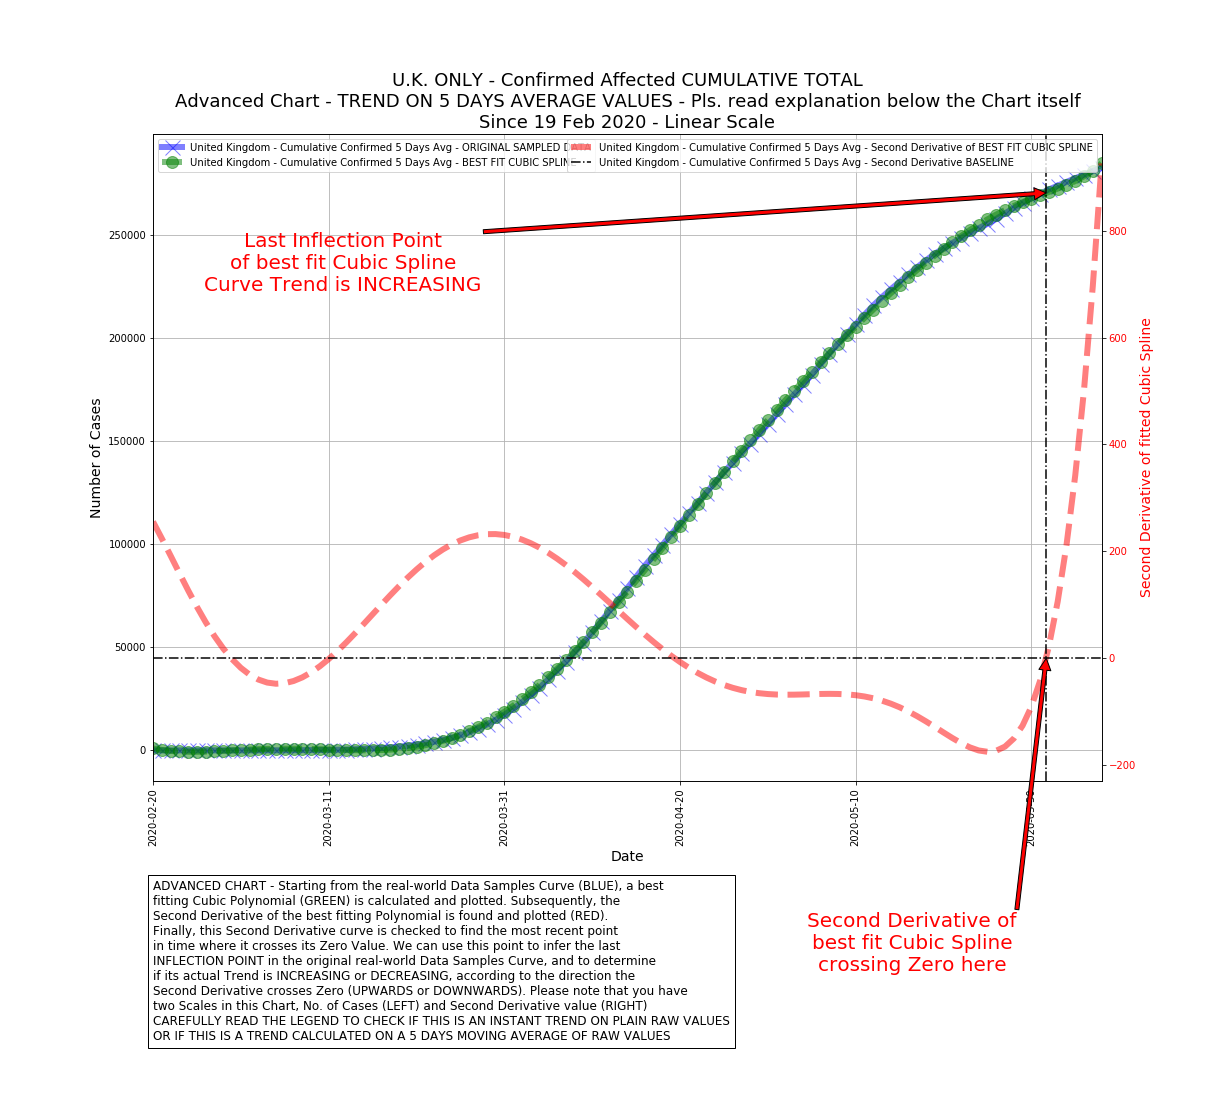 U.K. ONLY - Confirmed Affected CUMULATIVE TOTAL
Advanced Chart - TREND ON 5 DAYS AVERAGE VALUES - Pls. read explanation below the Chart itself
Since 19 Feb 2020 - Linear Scale
United Kingdom - Cumulative Confirmed 5 Days Avg - ORIGINAL SAMPLED DATA
United Kingdom - Cumulative Confirmed 5 Days Avg - BEST FIT CUBIC SPLINE
United Kingdom - Cumulative Confirmed 5 Days Avg - Second Derivative of BEST FIT CUBIC SPLINE
United Kingdom - Cumulative Confirmed 5 Days Avg - Second Derivative BASELINE
Last Inflection Point
of best fit Cubic Spline
Curve Trend is INCREASING
Number of Cases
250000
200000
150000
100000
50000
0
800
600
400
200
0
−200
Second Derivative of fitted Cubic Spline
2020-02-20
2020-03-11
2020-03-31
2020-04-20
2020-05-10
2020-05-30
Date
ADVANCED CHART - Starting from the real-world Data Samples Curve (BLUE), a best
fitting Cubic Polynomial (GREEN) is calculated and plotted. Subsequently, the
Second Derivative of the best fitting Polynomial is found and plotted (RED).
Finally, this Second Derivative curve is checked to find the most recent point
in time where it crosses its Zero Value. We can use this point to infer the last
INFLECTION POINT in the original real-world Data Samples Curve, and to determine
if its actual Trend is INCREASING or DECREASING, according to the direction the
Second Derivative crosses Zero (UPWARDS or DOWNWARDS). Please note that you have
two Scales in this Chart, No. of Cases (LEFT) and Second Derivative value (RIGHT)
CAREFULLY READ THE LEGEND TO CHECK IF THIS IS AN INSTANT TREND ON PLAIN RAW VALUES
OR IF THIS IS A TREND CALCULATED ON A 5 DAYS MOVING AVERAGE OF RAW VALUES
Second Derivative of
best fit Cubic Spline
crossing Zero here